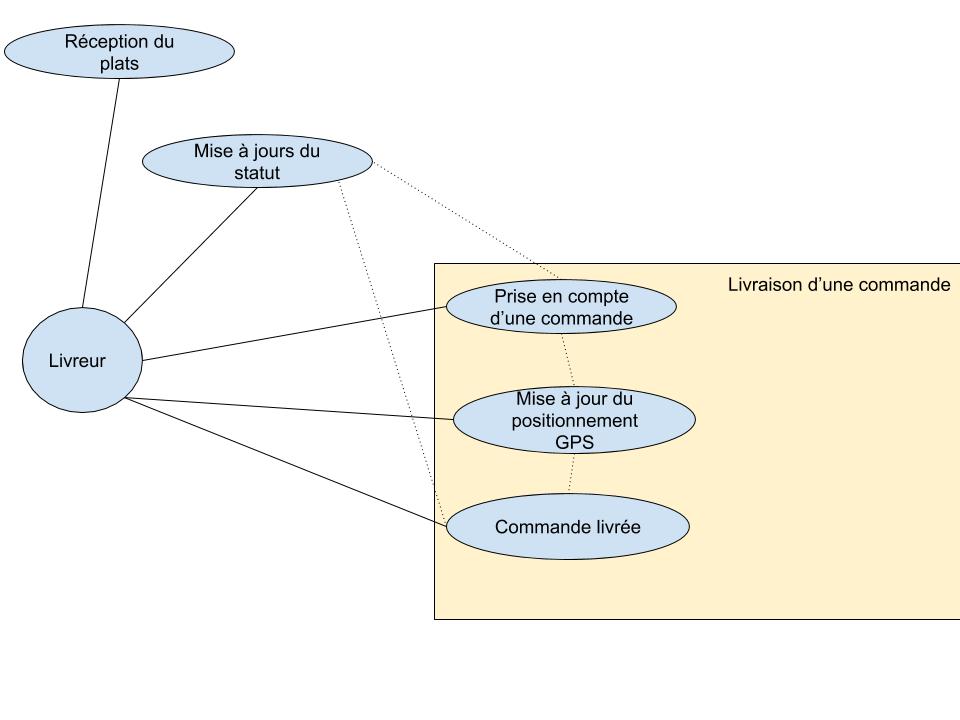 Réception du
plats
Mise à jours du
statut
Livraison d’une commande
Prise en compte
d’une commande
Livreur
Mise à jour du
positionnement
GPS
Commande livrée